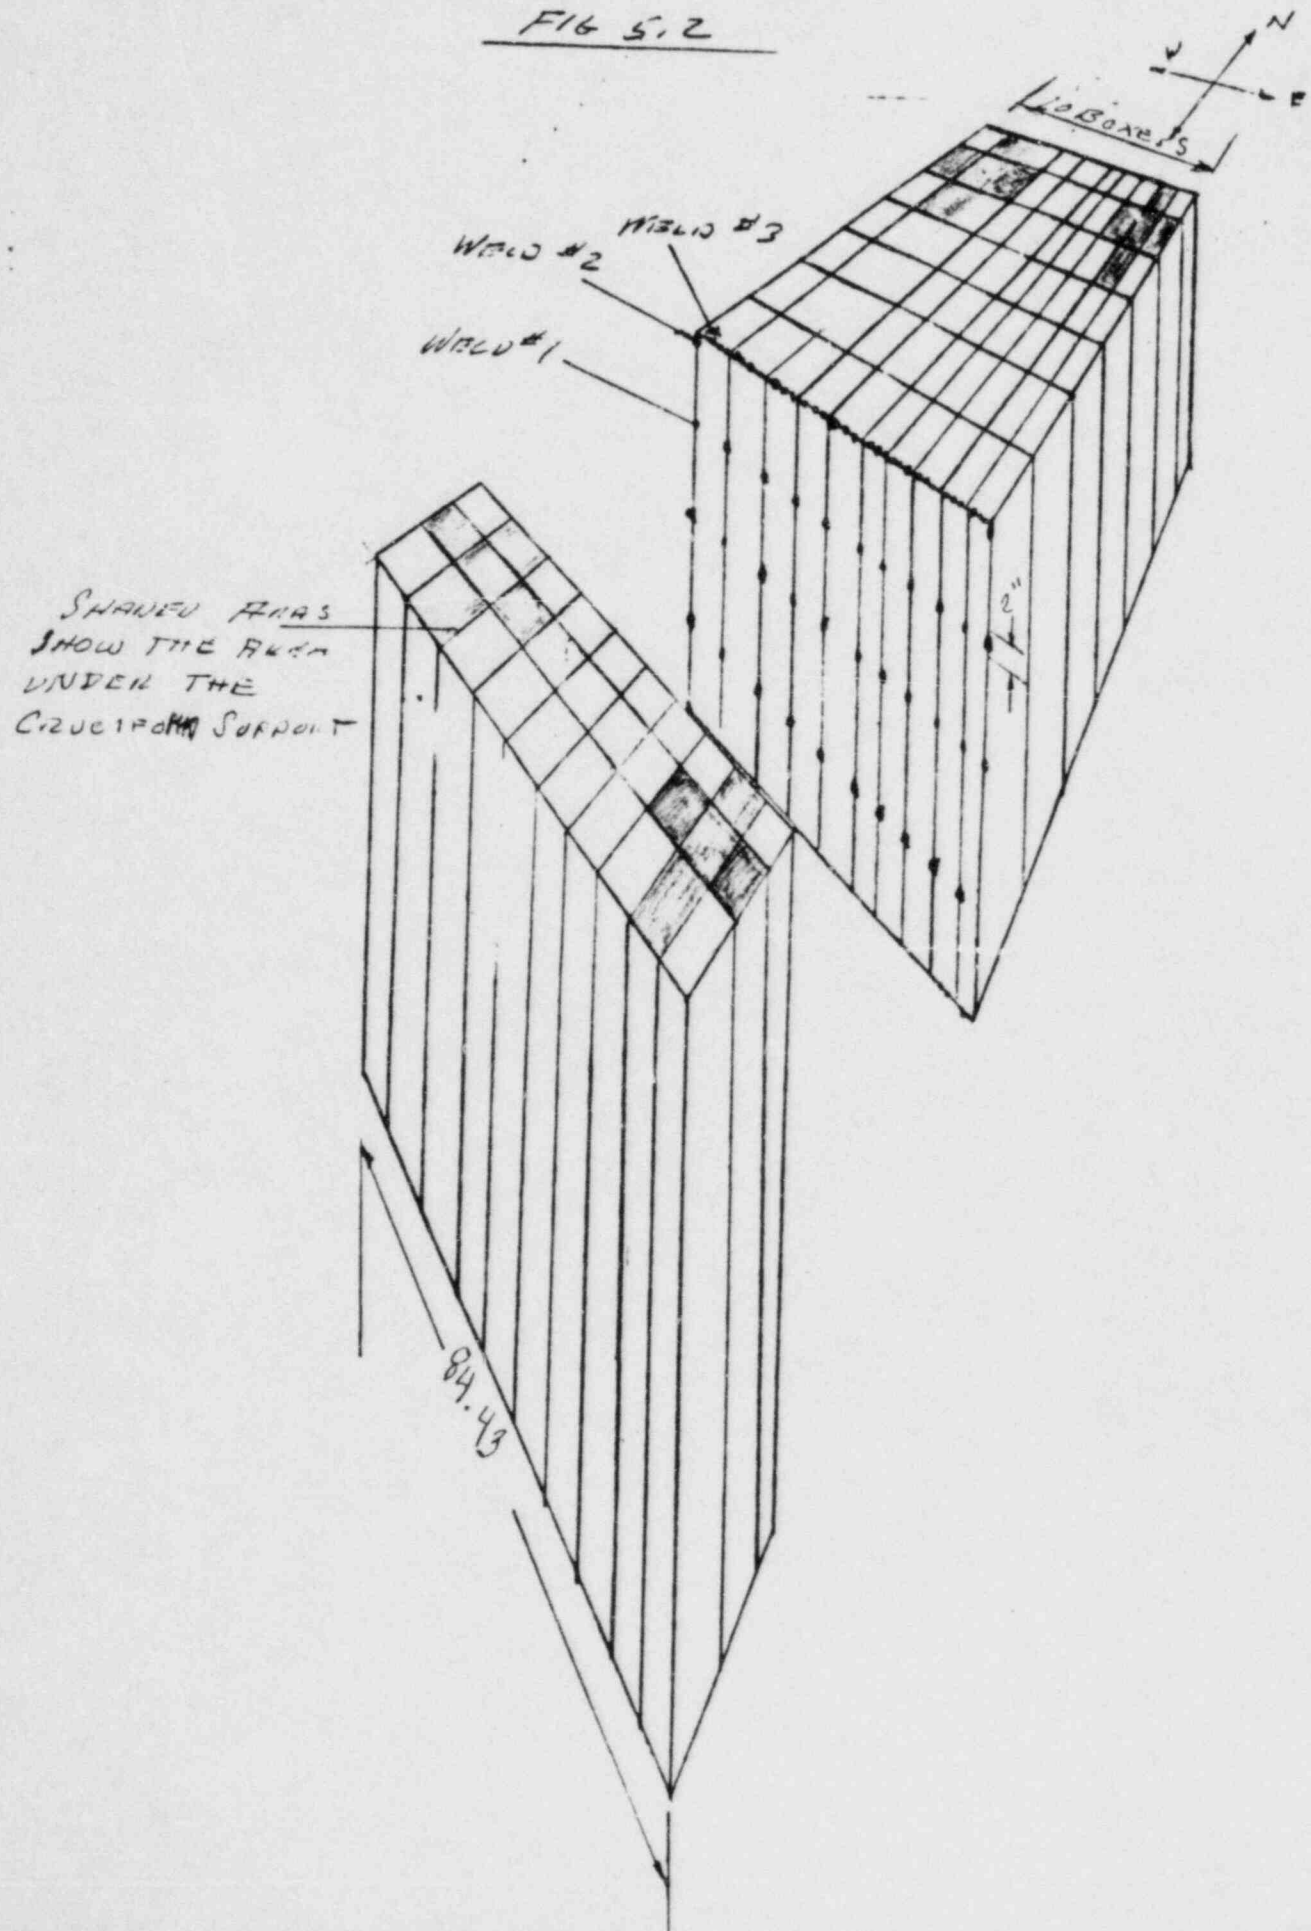 FIG 5.2
N
E
10 BOXES
WELD #3
WELD #2
WELD #1
2"
SHADED AREAS
SHOW THE AREA
UNDER THE
CRUCIFORM SUPPORT
84.43